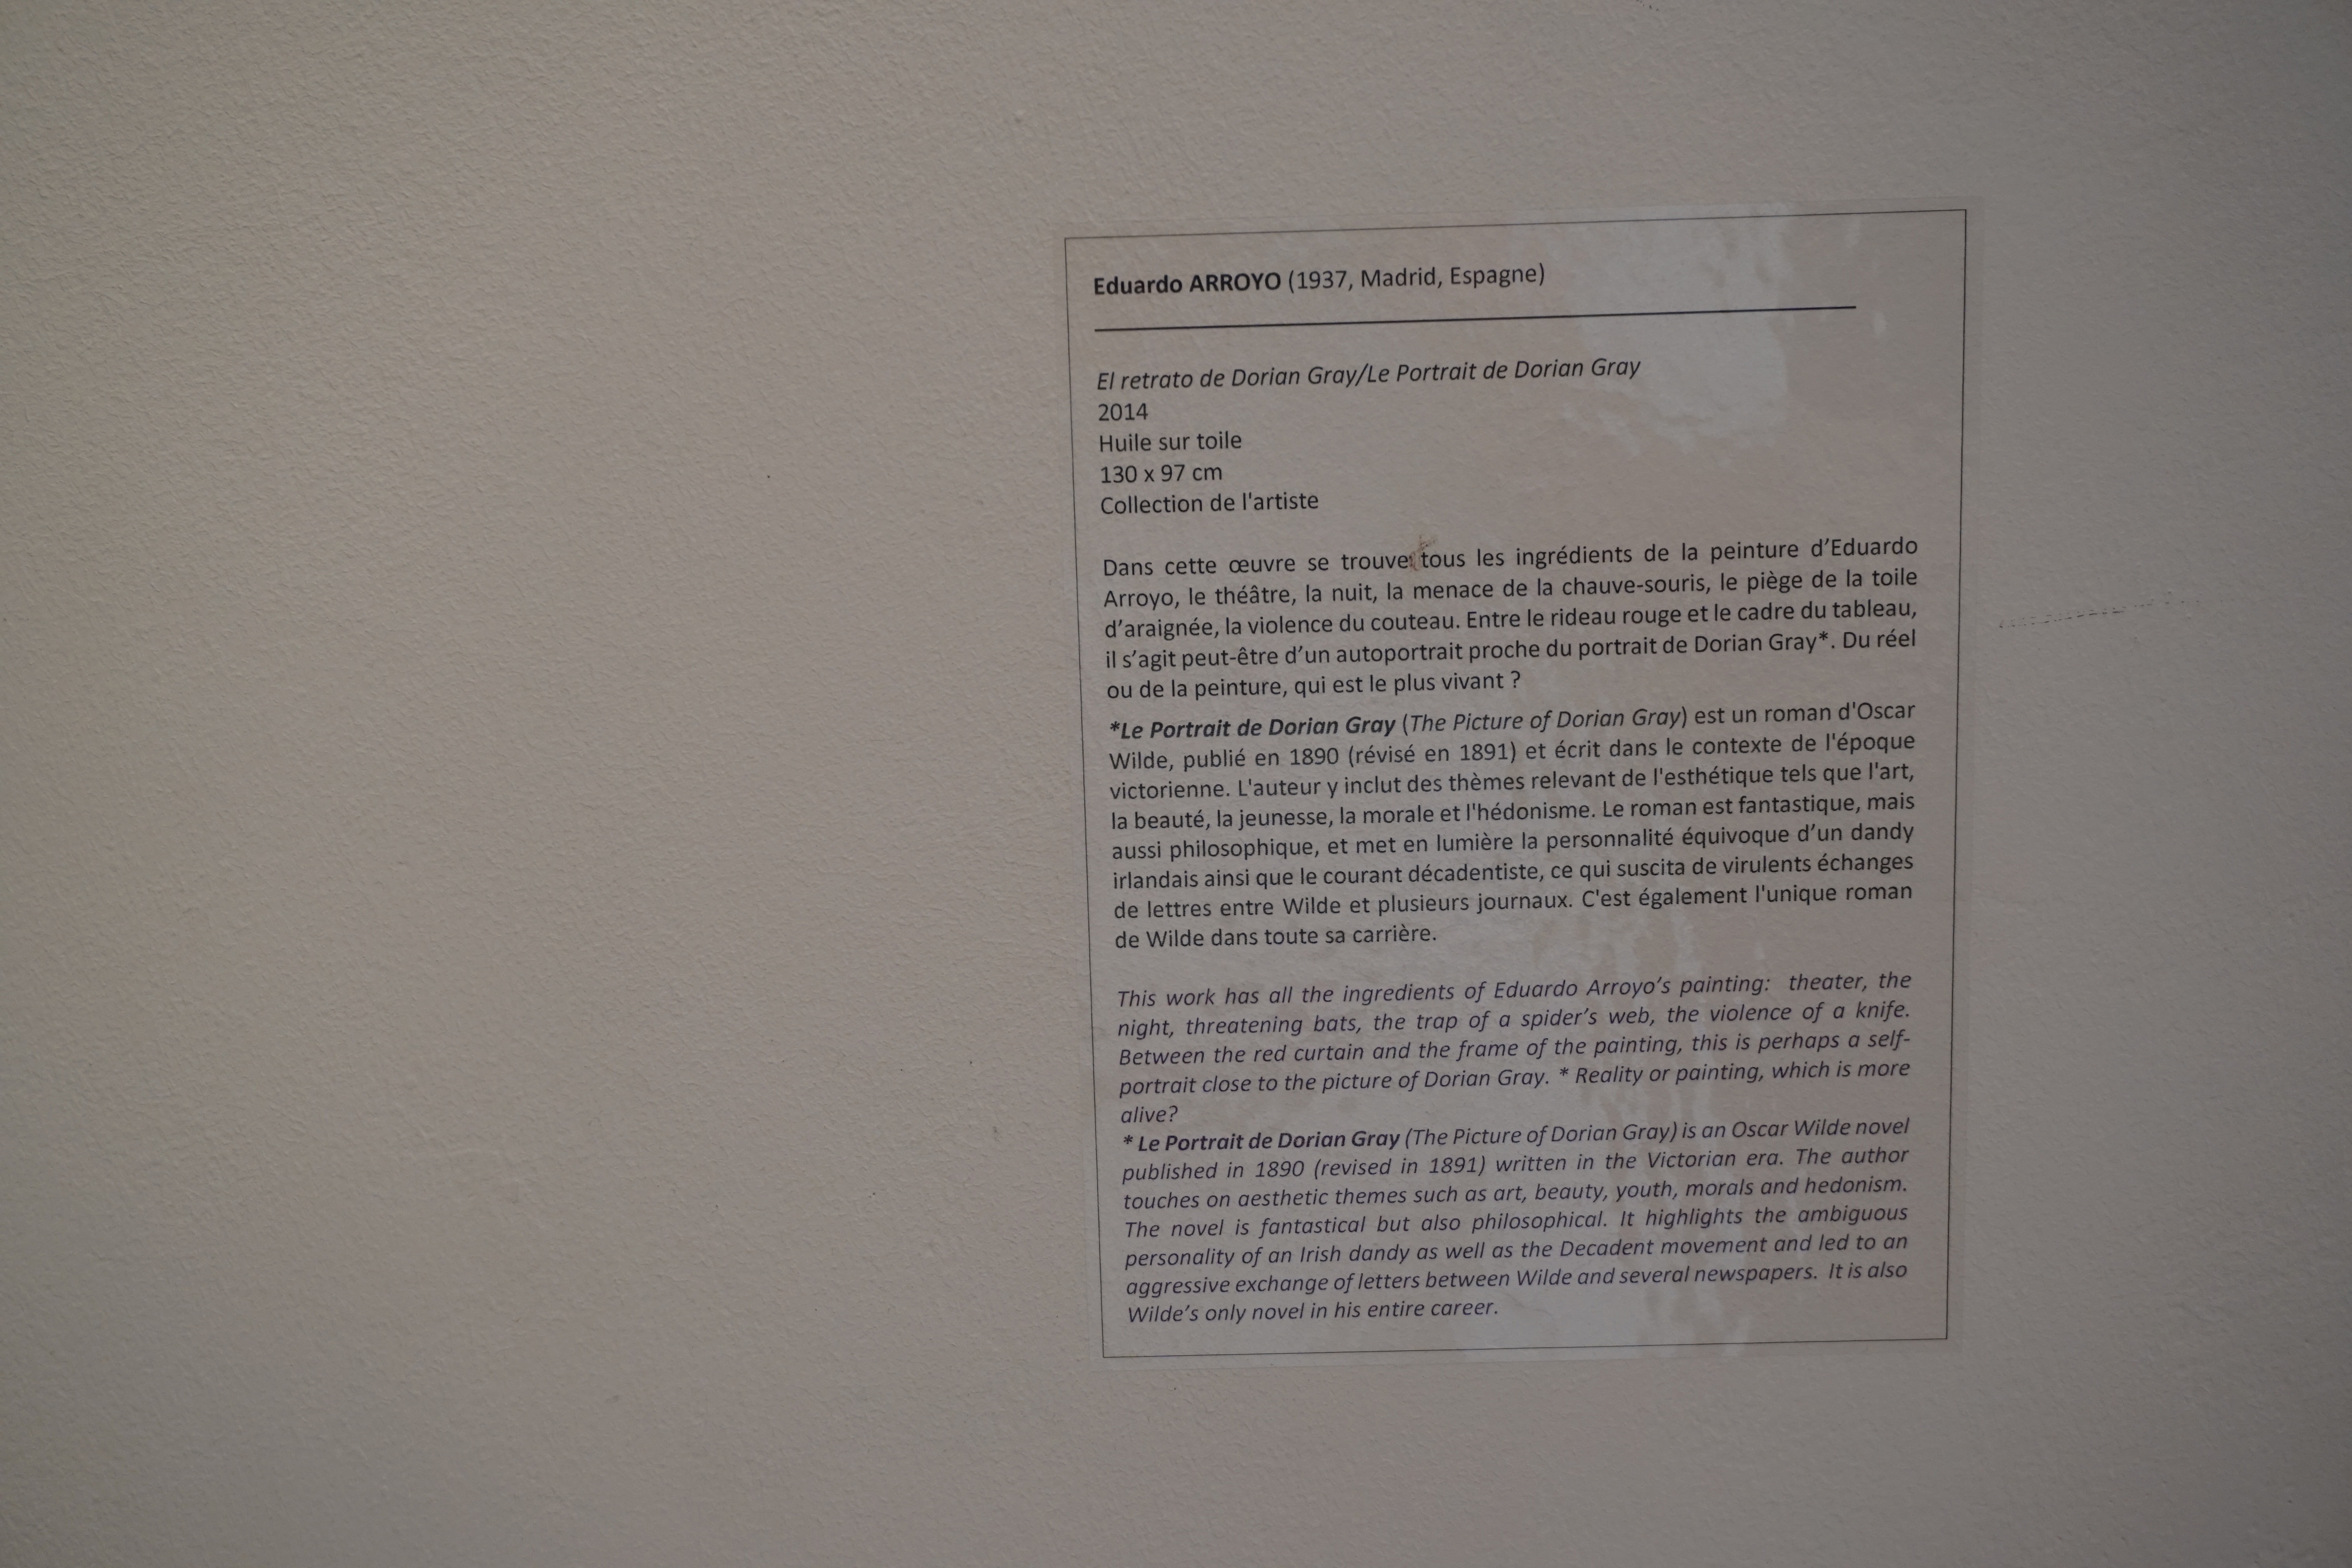 Eduardo ARROYO (1937, Madrid, Espagne)
El retrato de Dorian Gray/Le Portrait de Dorian Gray
2014
Huile sur toile
130 x 97 cm
Collection de l'artiste
Dans cette œuvre se trouve tous les ingrédients de la peinture d’Eduardo
Arroyo, le théâtre, la nuit, la menace de la chauve-souris, le piège de la toile
d’araignée, la violence du couteau. Entre le rideau rouge et le cadre du tableau,
il s’agit peut-être d’un autoportrait proche du portrait de Dorian Gray*. Du réel
ou de la peinture, qui est le plus vivant ?
*Le Portrait de Dorian Gray (The Picture of Dorian Gray) est un roman d'Oscar
Wilde, publié en 1890 (révisé en 1891) et écrit dans le contexte de l'époque
victorienne. L'auteur y inclut des thèmes relevant de l'esthétique tels que l'art,
la beauté, la jeunesse, la morale et l'hédonisme. Le roman est fantastique, mais
aussi philosophique, et met en lumière la personnalité équivoque d’un dandy
irlandais ainsi que le courant décadentiste, ce qui suscita de virulents échanges
de lettres entre Wilde et plusieurs journaux. C'est également l'unique roman
de Wilde dans toute sa carrière.
This work has all the ingredients of Eduardo Arroyo’s painting: theater, the
night, threatening bats, the trap of a spider’s web, the violence of a knife.
Between the red curtain and the frame of the painting, this is perhaps a self-
portrait close to the picture of Dorian Gray. * Reality or painting, which is more
alive?
* Le Portrait de Dorian Gray (The Picture of Dorian Gray) is an Oscar Wilde novel
published in 1890 (revised in 1891) written in the Victorian era. The author
touches on aesthetic themes such as art, beauty, youth, morals and hedonism.
The novel is fantastical but also philosophical. It highlights the ambiguous
personality of an Irish dandy as well as the Decadent movement and led to an
aggressive exchange of letters between Wilde and several newspapers. It is also
Wilde’s only novel in his entire career.